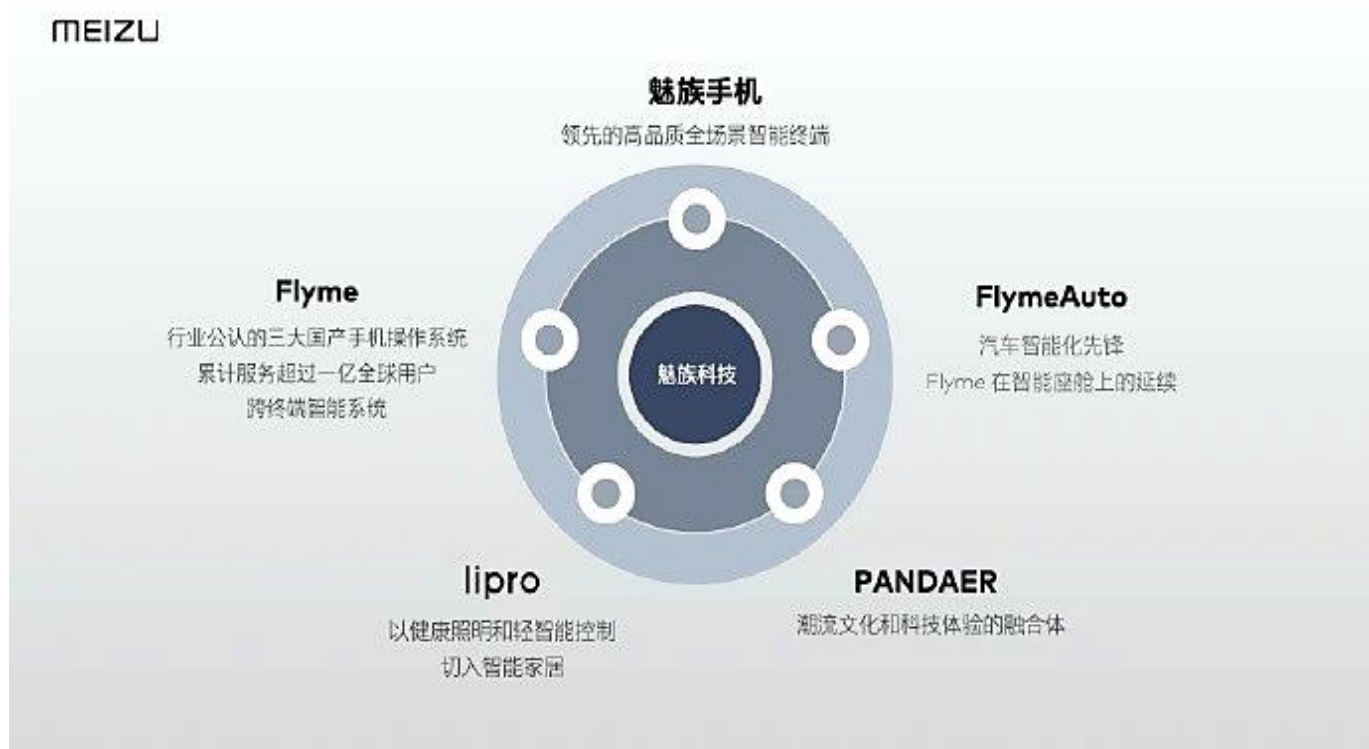 MEIZU
魅族手机
领先的高品质全场景智能终端
Flyme
行业公认的三大国产手机操作系统
累计服务超过一亿全球用户
跨终端智能系统
FlymeAuto
汽车智能化先锋
Flyme 在智能座舱上的延续
魅族科技
lipro
以健康照明和轻智能控制
切入智能家居
PANDAER
潮流文化和科技体验的融合体